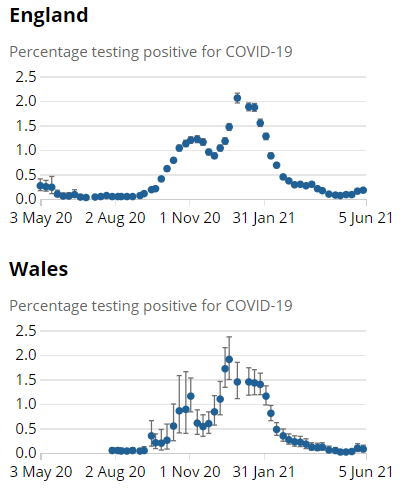 England
Percentage testing positive for COVID-19
2.5
2.0
1.5
1.0
0.5
0.0
3 May 20 2 Aug 20 1 Nov 20 31 Jan 21 5 Jun 21
Wales
Percentage testing positive for COVID-19
2.5
2.0
1.5
1.0
0.5
0.0
3 May 20 2 Aug 20 1 Nov 20 31 Jan 21 5 Jun 21